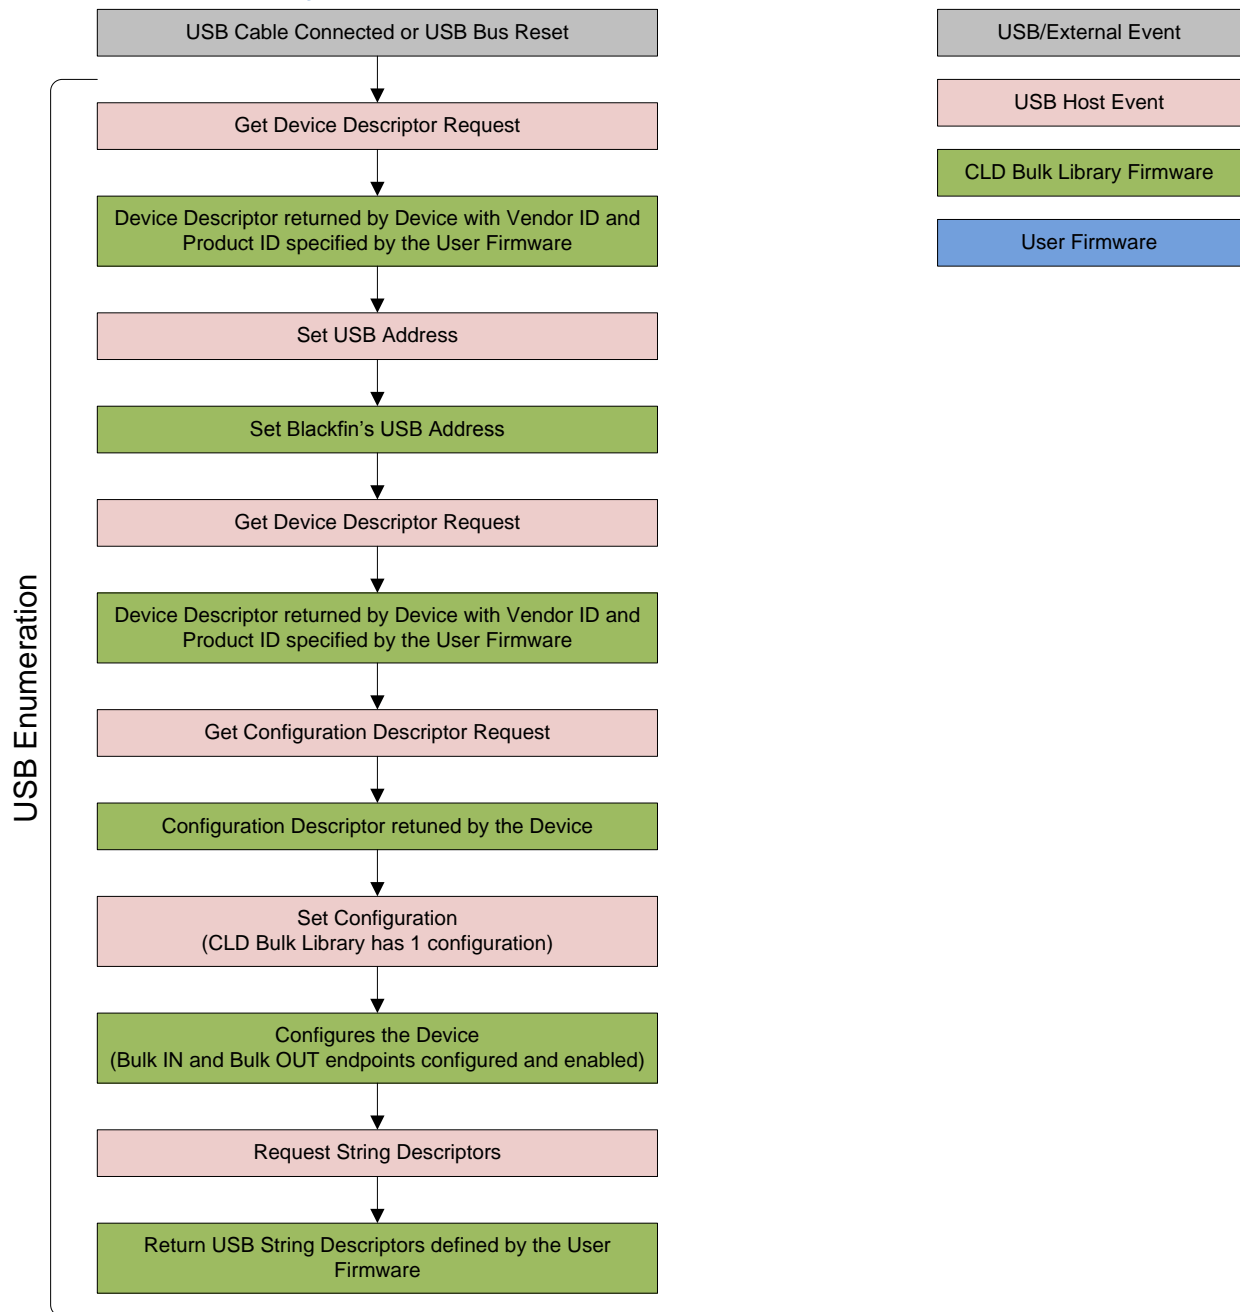 USB Cable Connected or USB Bus Reset
Get Device Descriptor Request
Device Descriptor returned by Device with Vendor ID and
Product ID specified by the User Firmware
Set USB Address
Set Blackfin's USB Address
Get Device Descriptor Request
Device Descriptor returned by Device with Vendor ID and
Product ID specified by the User Firmware
Get Configuration Descriptor Request
Configuration Descriptor retuned by the Device
Set Configuration
(CLD Bulk Library has 1 configuration)
Configures the Device
(Bulk IN and Bulk OUT endpoints configured and enabled)
Request String Descriptors
Return USB String Descriptors defined by the User
Firmware
USB Enumeration
USB/External Event
USB Host Event
CLD Bulk Library Firmware
User Firmware